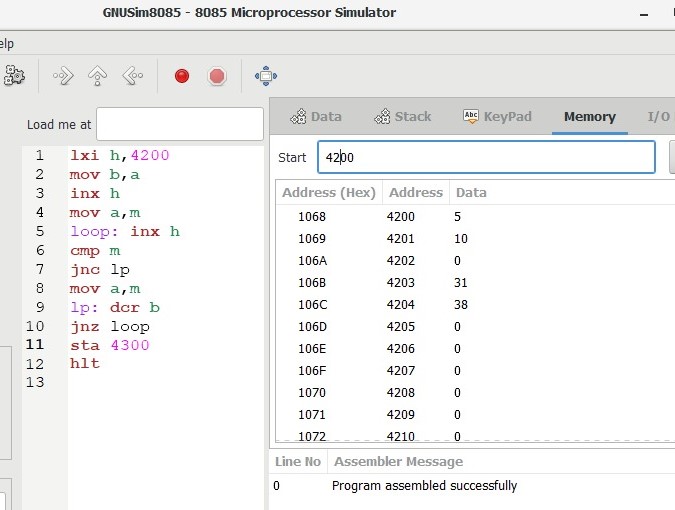 GNUSim8085 - 8085 Microprocessor Simulator
elp
Load me at
Data Stack Abc KeyPad Memory I/O
Start 4200
1 lxi h,4200
2 mov b,a
3 inx h
4 mov a,m
5 loop: inx h
6 cmp m
7 jnc lp
8 mov a,m
9 lp: dcr b
10 jnz loop
11 sta 4300
12 hlt
13
Address (Hex) Address Data
1068 4200 5
1069 4201 10
106A 4202 0
106B 4203 31
106C 4204 38
106D 4205 0
106E 4206 0
106F 4207 0
1070 4208 0
1071 4209 0
1072 4210 0
Line No Assembler Message
0 Program assembled successfully